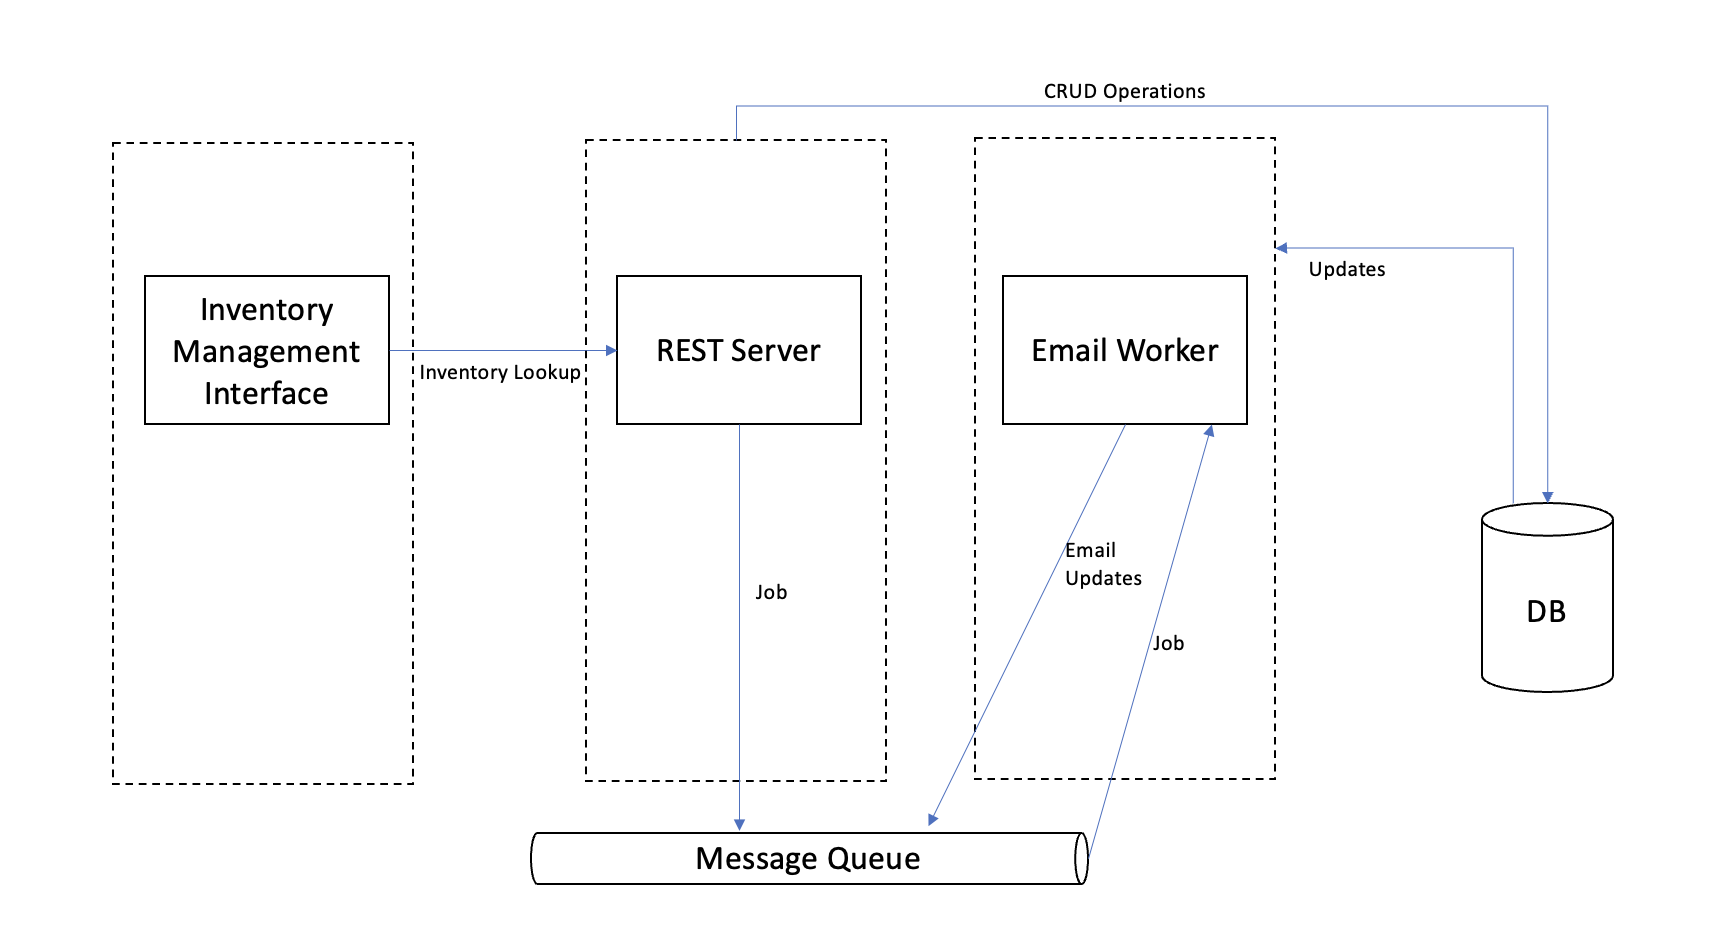 CRUD Operations
Updates
Inventory
Management
Interface
Inventory Lookup
REST Server
Email Worker
Email
Updates
Job
Job
DB
Message Queue